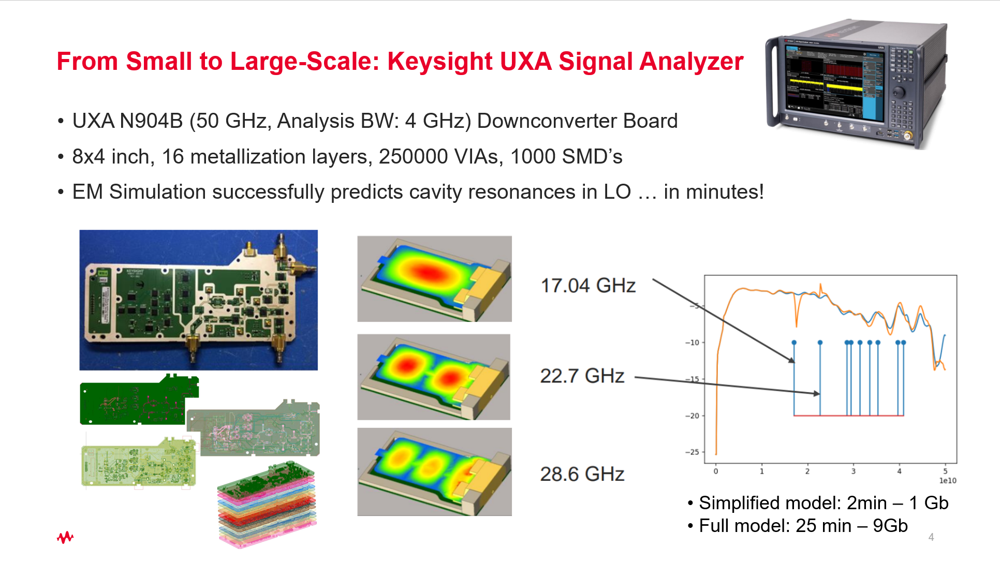 From Small to Large-Scale: Keysight UXA Signal Analyzer
UXA
• UXA N904B (50 GHz, Analysis BW: 4 GHz) Downconverter Board
• 8x4 inch, 16 metallization layers, 250000 VIAs, 1000 SMD’s
• EM Simulation successfully predicts cavity resonances in LO … in minutes!
KEYSIGHT
002
17.04 GHz
22.7 GHz
28.6 GHz
−5
−10
−15
−20
−25
0 1 2 3 4 5
1e10
• Simplified model: 2min – 1 Gb
• Full model: 25 min – 9Gb
4